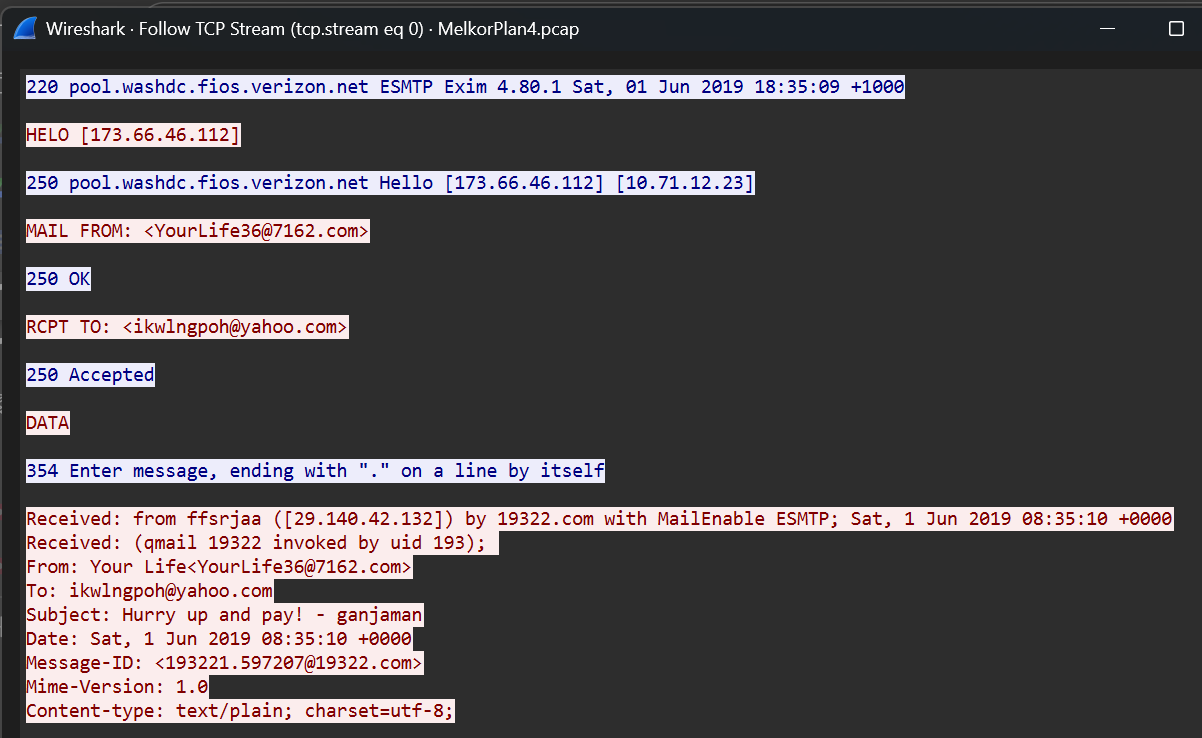 Wireshark · Follow TCP Stream (tcp.stream eq 0) · MelkorPlan4.pcap
220 pool.washdc.fios.verizon.net ESMTP Exim 4.80.1 Sat, 01 Jun 2019 18:35:09 +1000
HELO [173.66.46.112]
250 pool.washdc.fios.verizon.net Hello [173.66.46.112] [10.71.12.23]
MAIL FROM: <YourLife36@7162.com>
250 OK
RCPT TO: <ikwlngpoh@yahoo.com>
250 Accepted
DATA
354 Enter message, ending with "." on a line by itself
Received: from ffsrjaa ([29.140.42.132]) by 19322.com with MailEnable ESMTP; Sat, 1 Jun 2019 08:35:10 +0000
Received: (qmail 19322 invoked by uid 193);
From: Your Life<YourLife36@7162.com>
To: ikwlngpoh@yahoo.com
Subject: Hurry up and pay! - ganjaman
Date: Sat, 1 Jun 2019 08:35:10 +0000
Message-ID: <193221.597207@19322.com>
Mime-Version: 1.0
Content-type: text/plain; charset=utf-8;